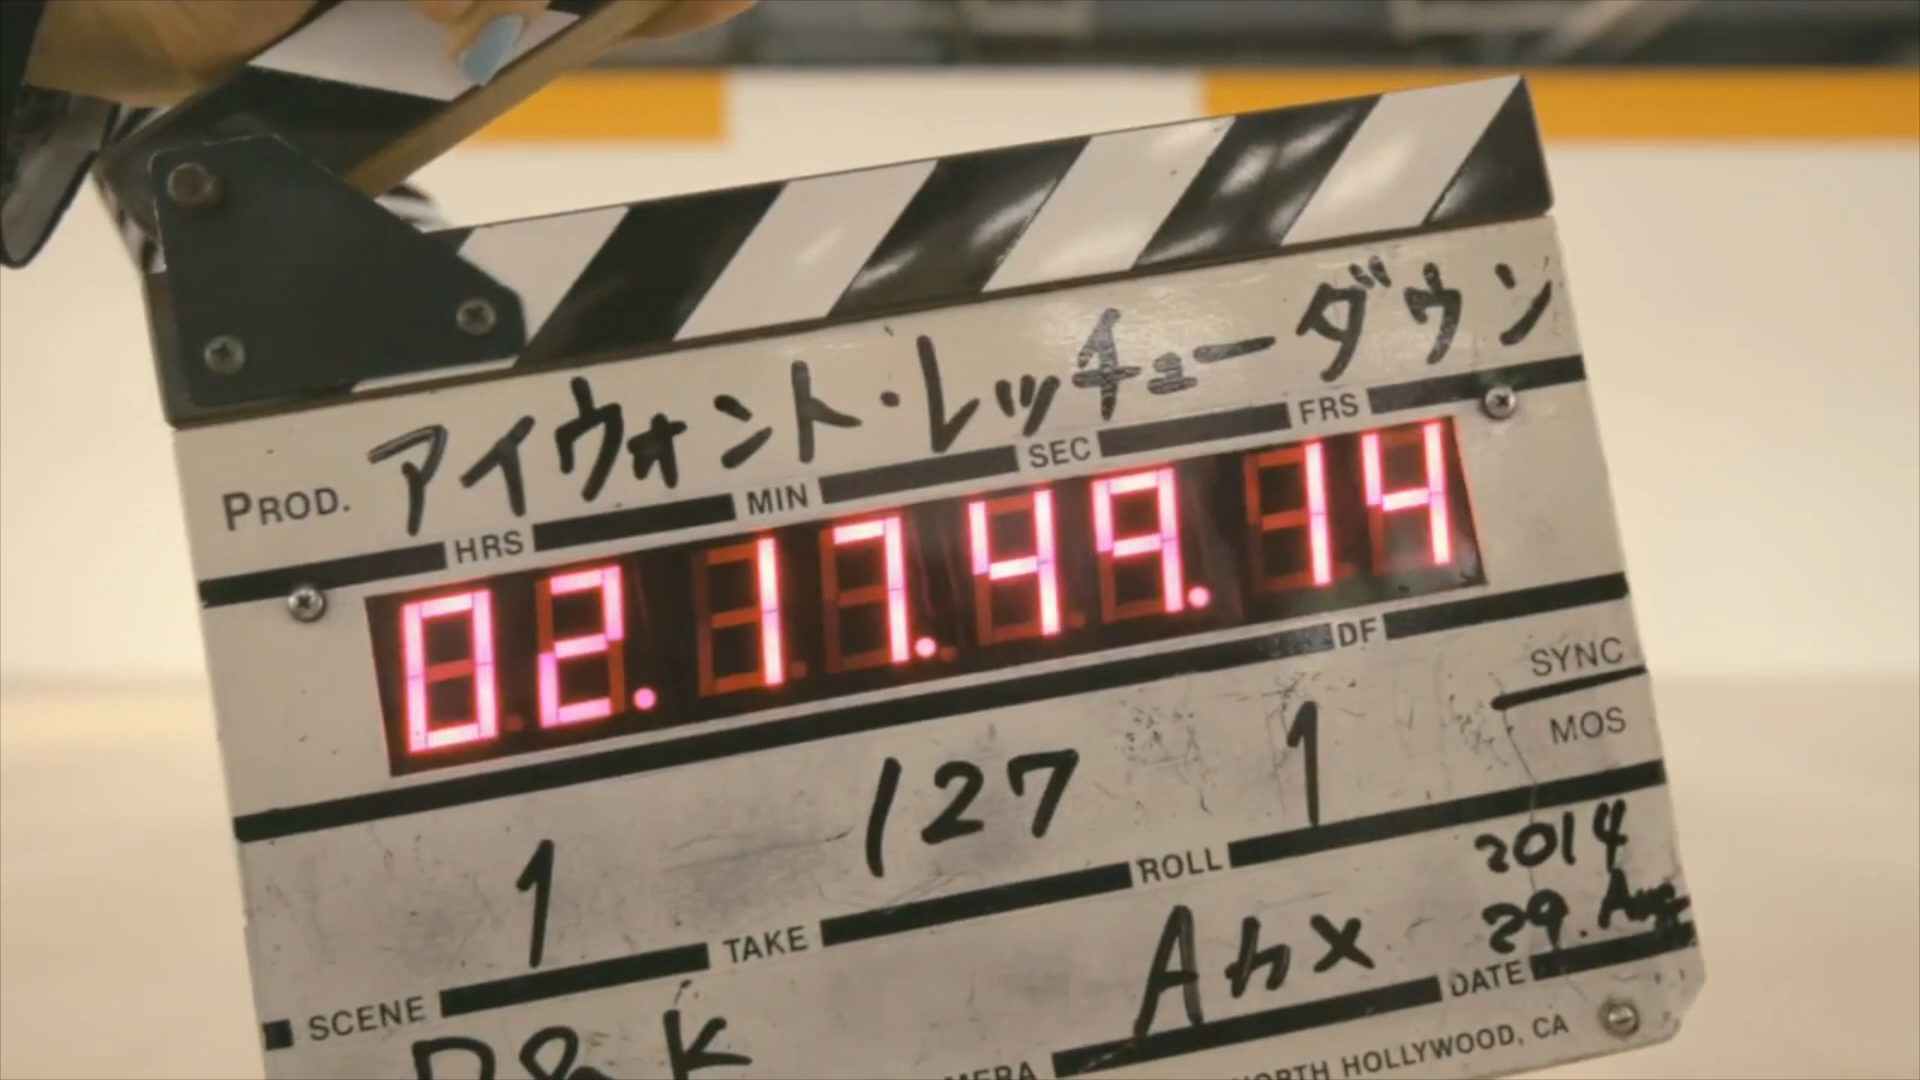 PROD. アイウォント・レッチューダウン
HRS MIN SEC FRS
02.17.49.14
DF
SYNC
MOS
1 127 1
SCENE TAKE ROLL
2014
29. Aug
DATE
NORTH HOLLYWOOD, CA